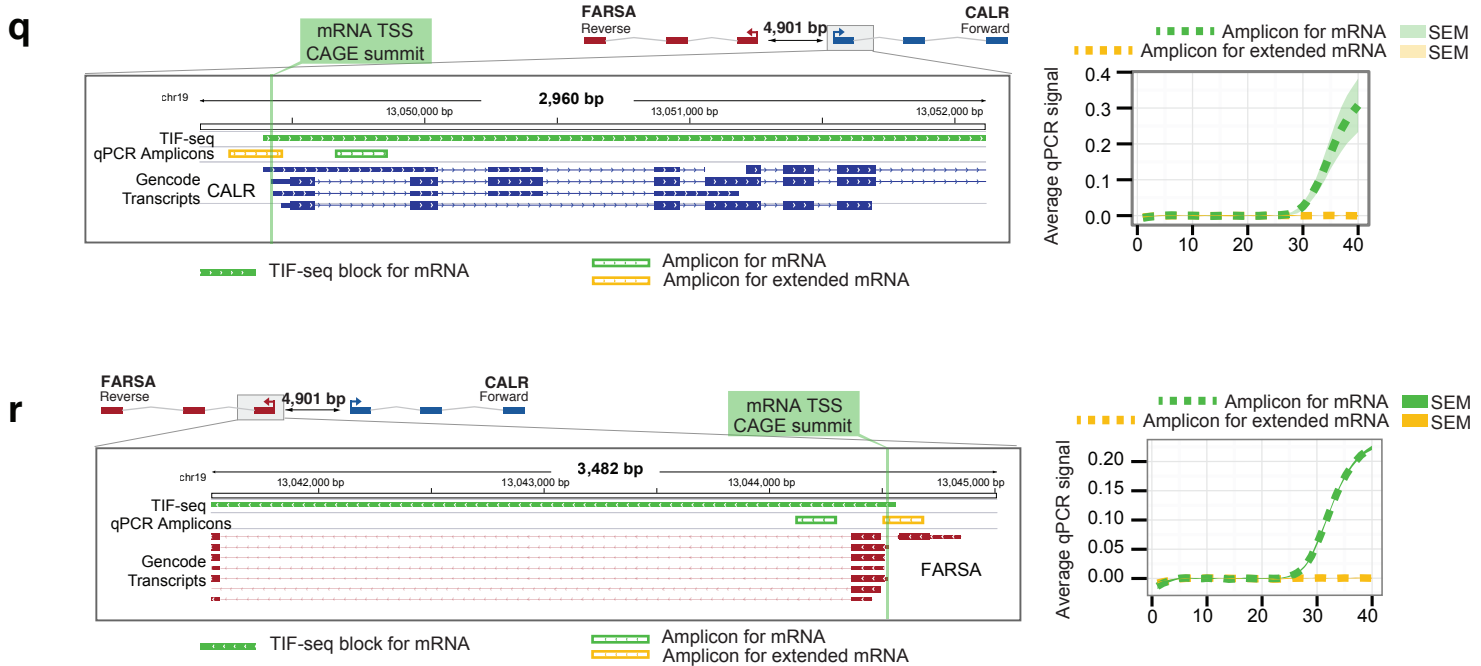 q
mRNA TSS
CAGE summit
FARSA
Reverse
4,901 bp
CALR
Forward
chr19
2,960 bp
13,050,000 bp
13,051,000 bp
13,052,000 bp
TIF-seq
qPCR Amplicons
Gencode
Transcripts
CALR
TIF-seq block for mRNA
Amplicon for mRNA
Amplicon for extended mRNA
Amplicon for mRNA SEM
Amplicon for extended mRNA SEM
Average qPCR signal
0.4
0.3
0.2
0.1
0.0
0 10 20 30 40
r
FARSA
Reverse
4,901 bp
CALR
Forward
mRNA TSS
CAGE summit
chr19
3,482 bp
13,042,000 bp
13,043,000 bp
13,044,000 bp
13,045,000 bp
TIF-seq
qPCR Amplicons
Gencode
Transcripts
FARSA
TIF-seq block for mRNA
Amplicon for mRNA
Amplicon for extended mRNA
Amplicon for mRNA SEM
Amplicon for extended mRNA SEM
Average qPCR signal
0.20
0.15
0.10
0.05
0.00
0 10 20 30 40